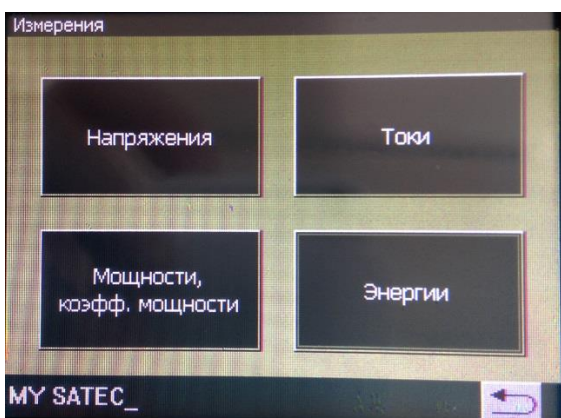 Измерения
Напряжения
Токи
Мощности,
коэфф. мощности
Энергии
MY SATEC_